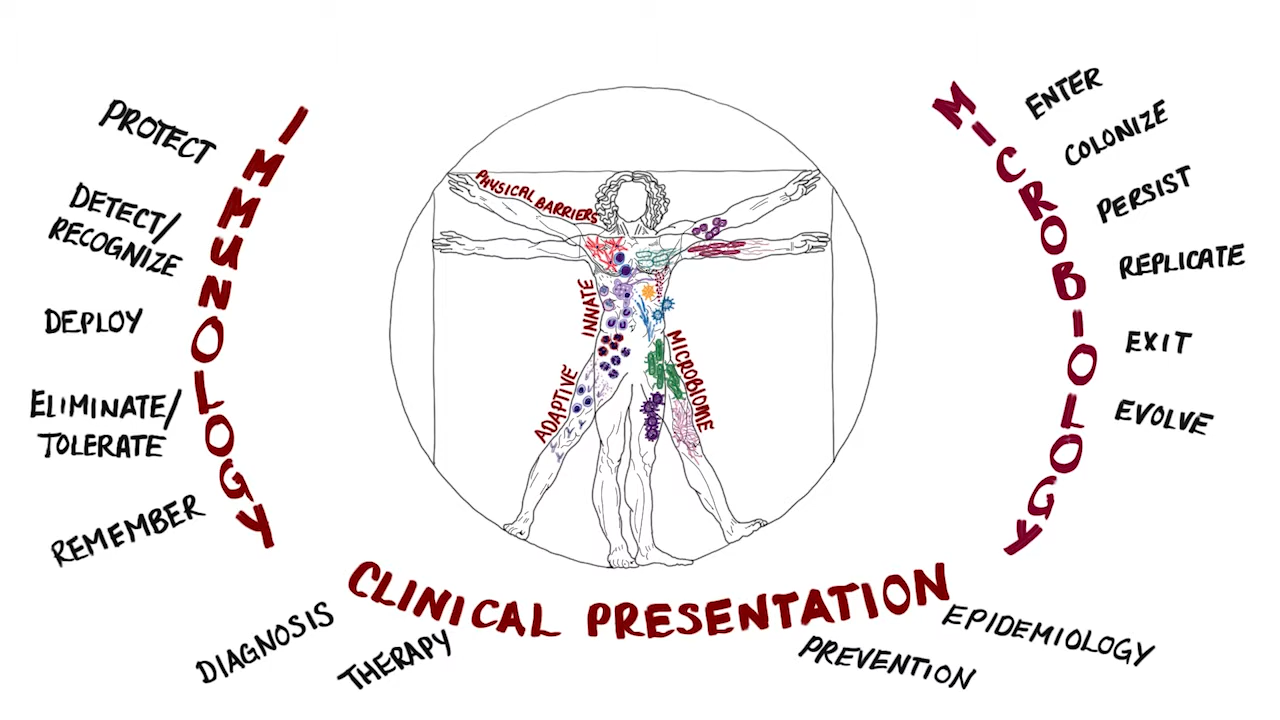 IMMUNOLOGY
PROTECT
DETECT/
RECOGNIZE
DEPLOY
ELIMINATE/
TOLERATE
REMEMBER
PHYSICAL BARRIERS
INNATE
ADAPTIVE
MICROBIOME
MICROBIOLOGY
ENTER
COLONIZE
PERSIST
REPLICATE
EXIT
EVOLVE
CLINICAL PRESENTATION
DIAGNOSIS
THERAPY
PREVENTION
EPIDEMIOLOGY